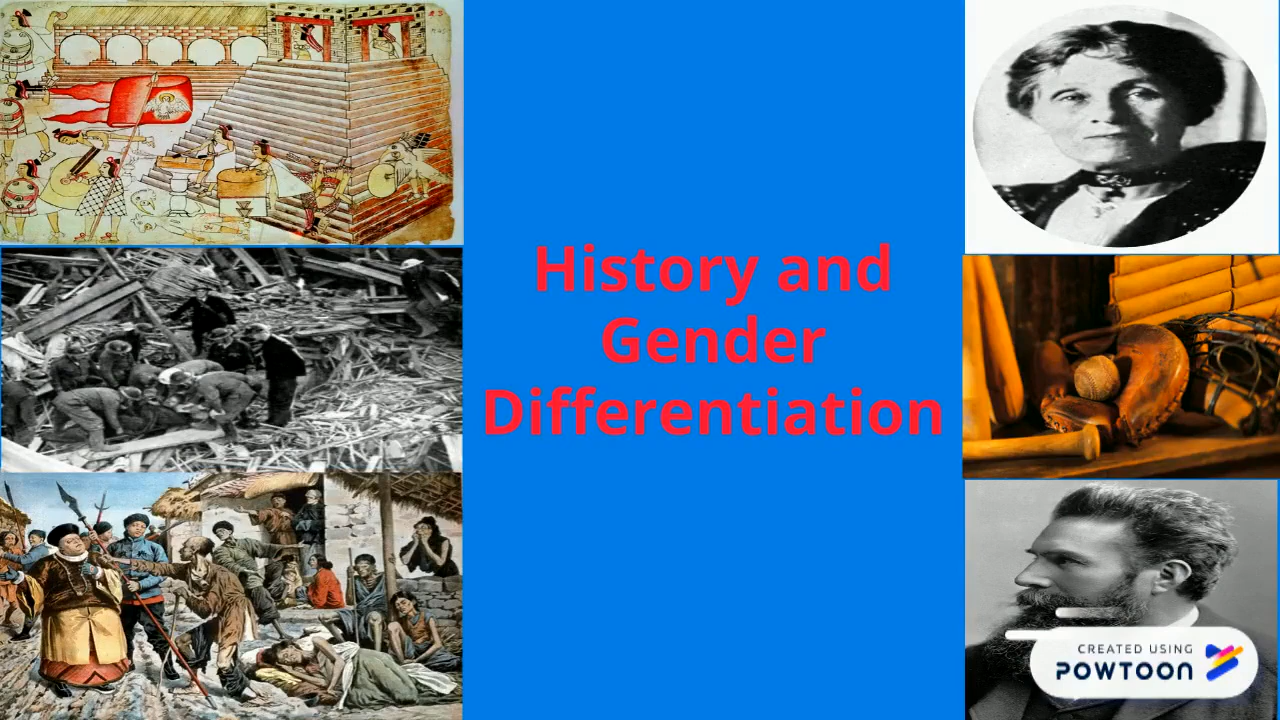 History and
Gender
Differentiation
CREATED USING
POWTOON